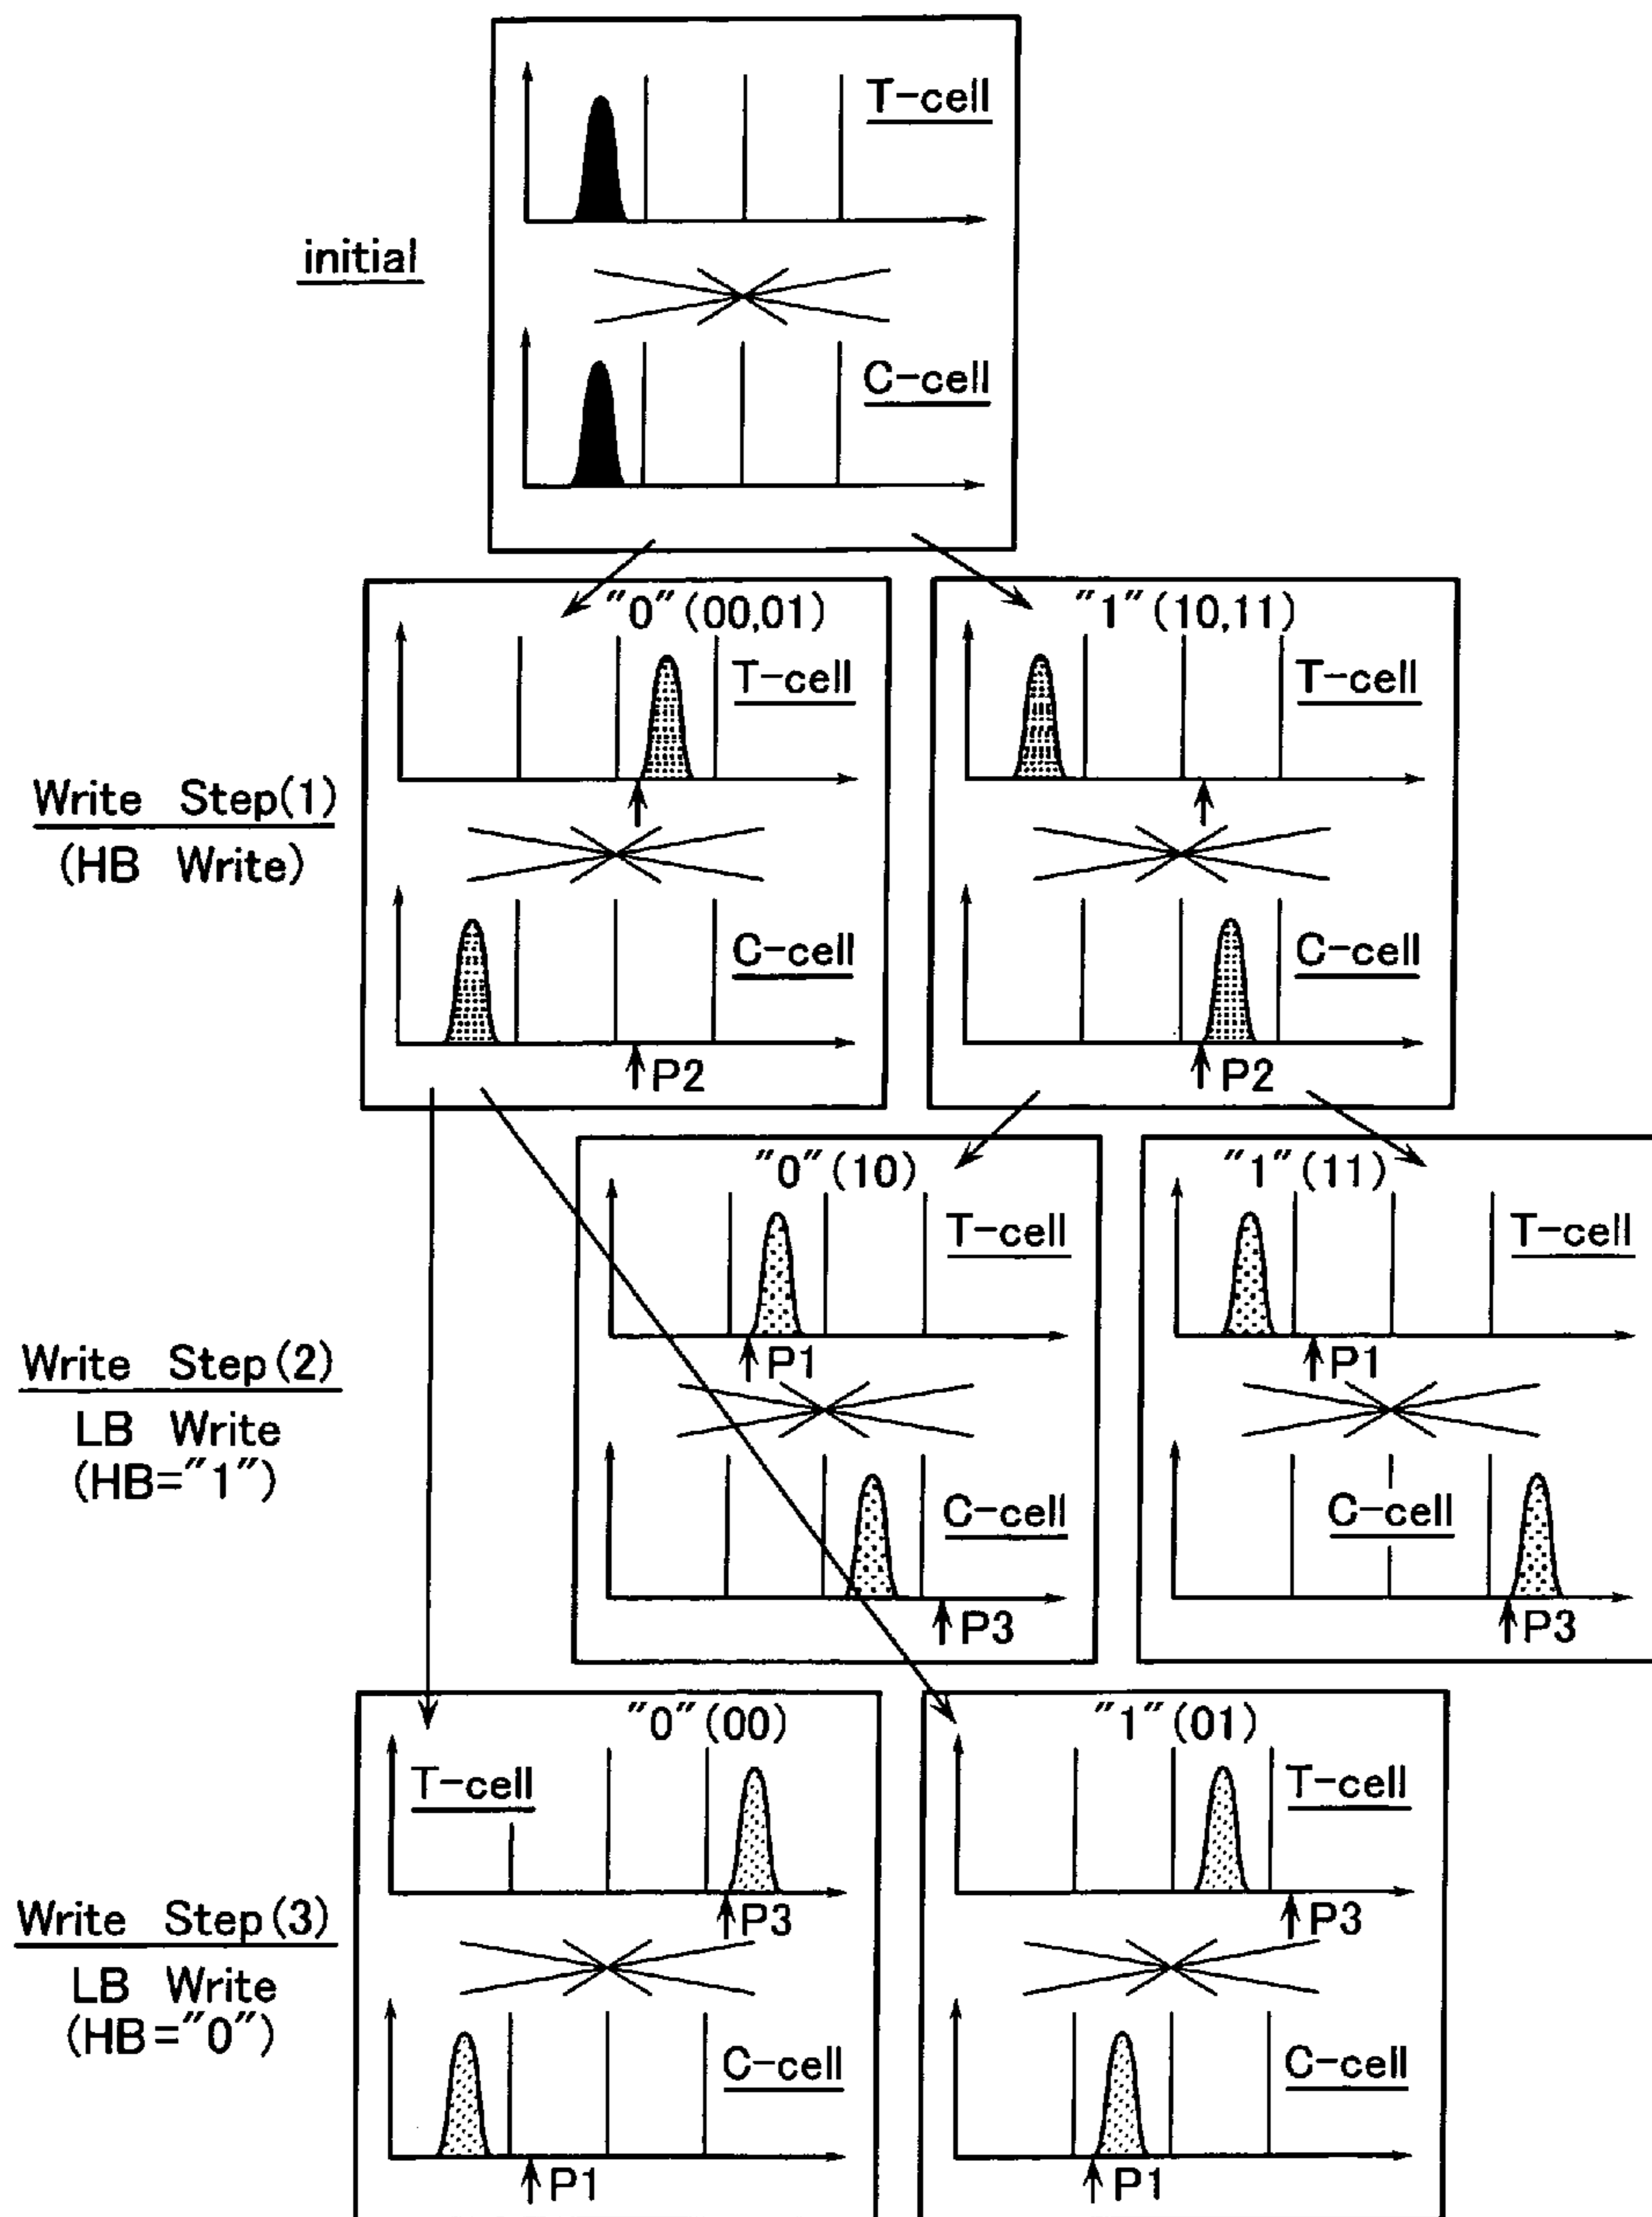 T-cell
initial
C-cell
"0"(00,01)
"1"(10,11)
T-cell
T-cell
Write Step(1)
(HB Write)
C-cell
C-cell
P2
P2
"0"(10)
"1"(11)
T-cell
T-cell
P1
P1
Write Step(2)
LB Write
(HB="1")
C-cell
C-cell
P3
P3
"0"(00)
"1"(01)
T-cell
T-cell
P3
P3
Write Step(3)
LB Write
(HB="0")
C-cell
C-cell
P1
P1